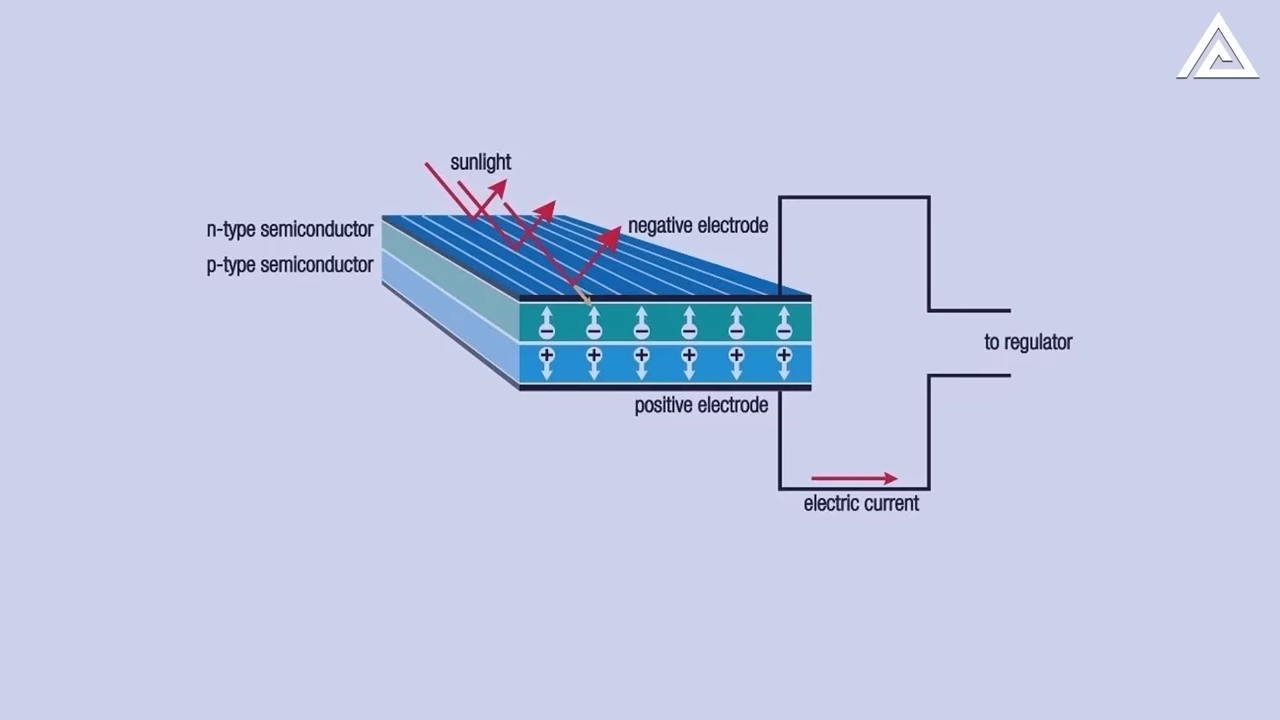 sunlight
n-type semiconductor
negative electrode
p-type semiconductor
to regulator
positive electrode
electric current